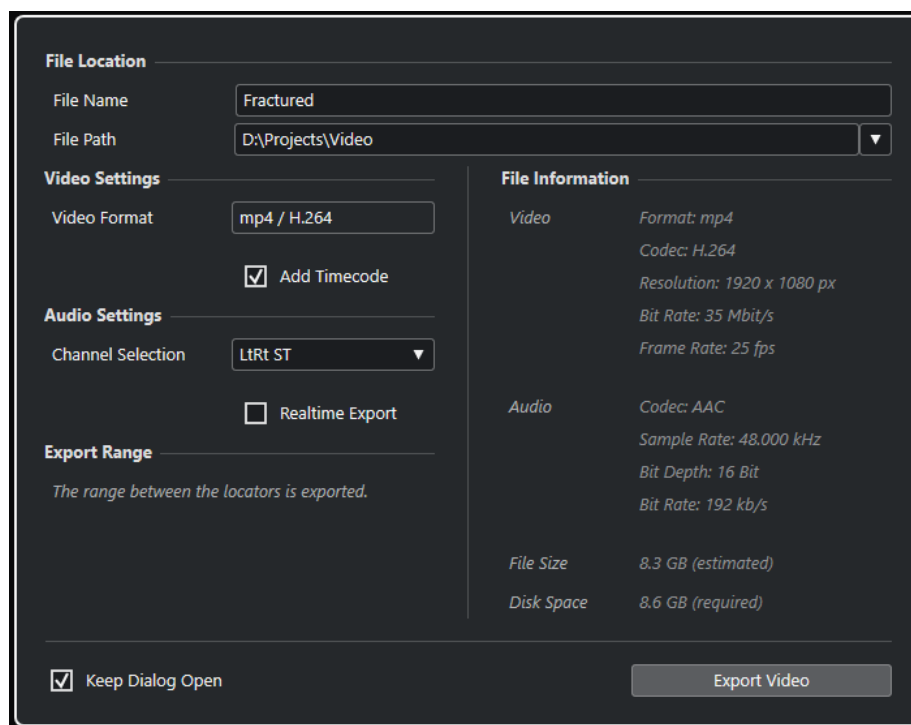 File Location
File Name
Fractured
File Path
D:\Projects\Video
Video Settings
Video Format
mp4 / H.264
Add Timecode
Audio Settings
Channel Selection
LtRt ST
Realtime Export
Export Range
The range between the locators is exported.
File Information
Video
Format: mp4
Codec: H.264
Resolution: 1920 x 1080 px
Bit Rate: 35 Mbit/s
Frame Rate: 25 fps
Audio
Codec: AAC
Sample Rate: 48.000 kHz
Bit Depth: 16 Bit
Bit Rate: 192 kb/s
File Size
8.3 GB (estimated)
Disk Space
8.6 GB (required)
Keep Dialog Open
Export Video